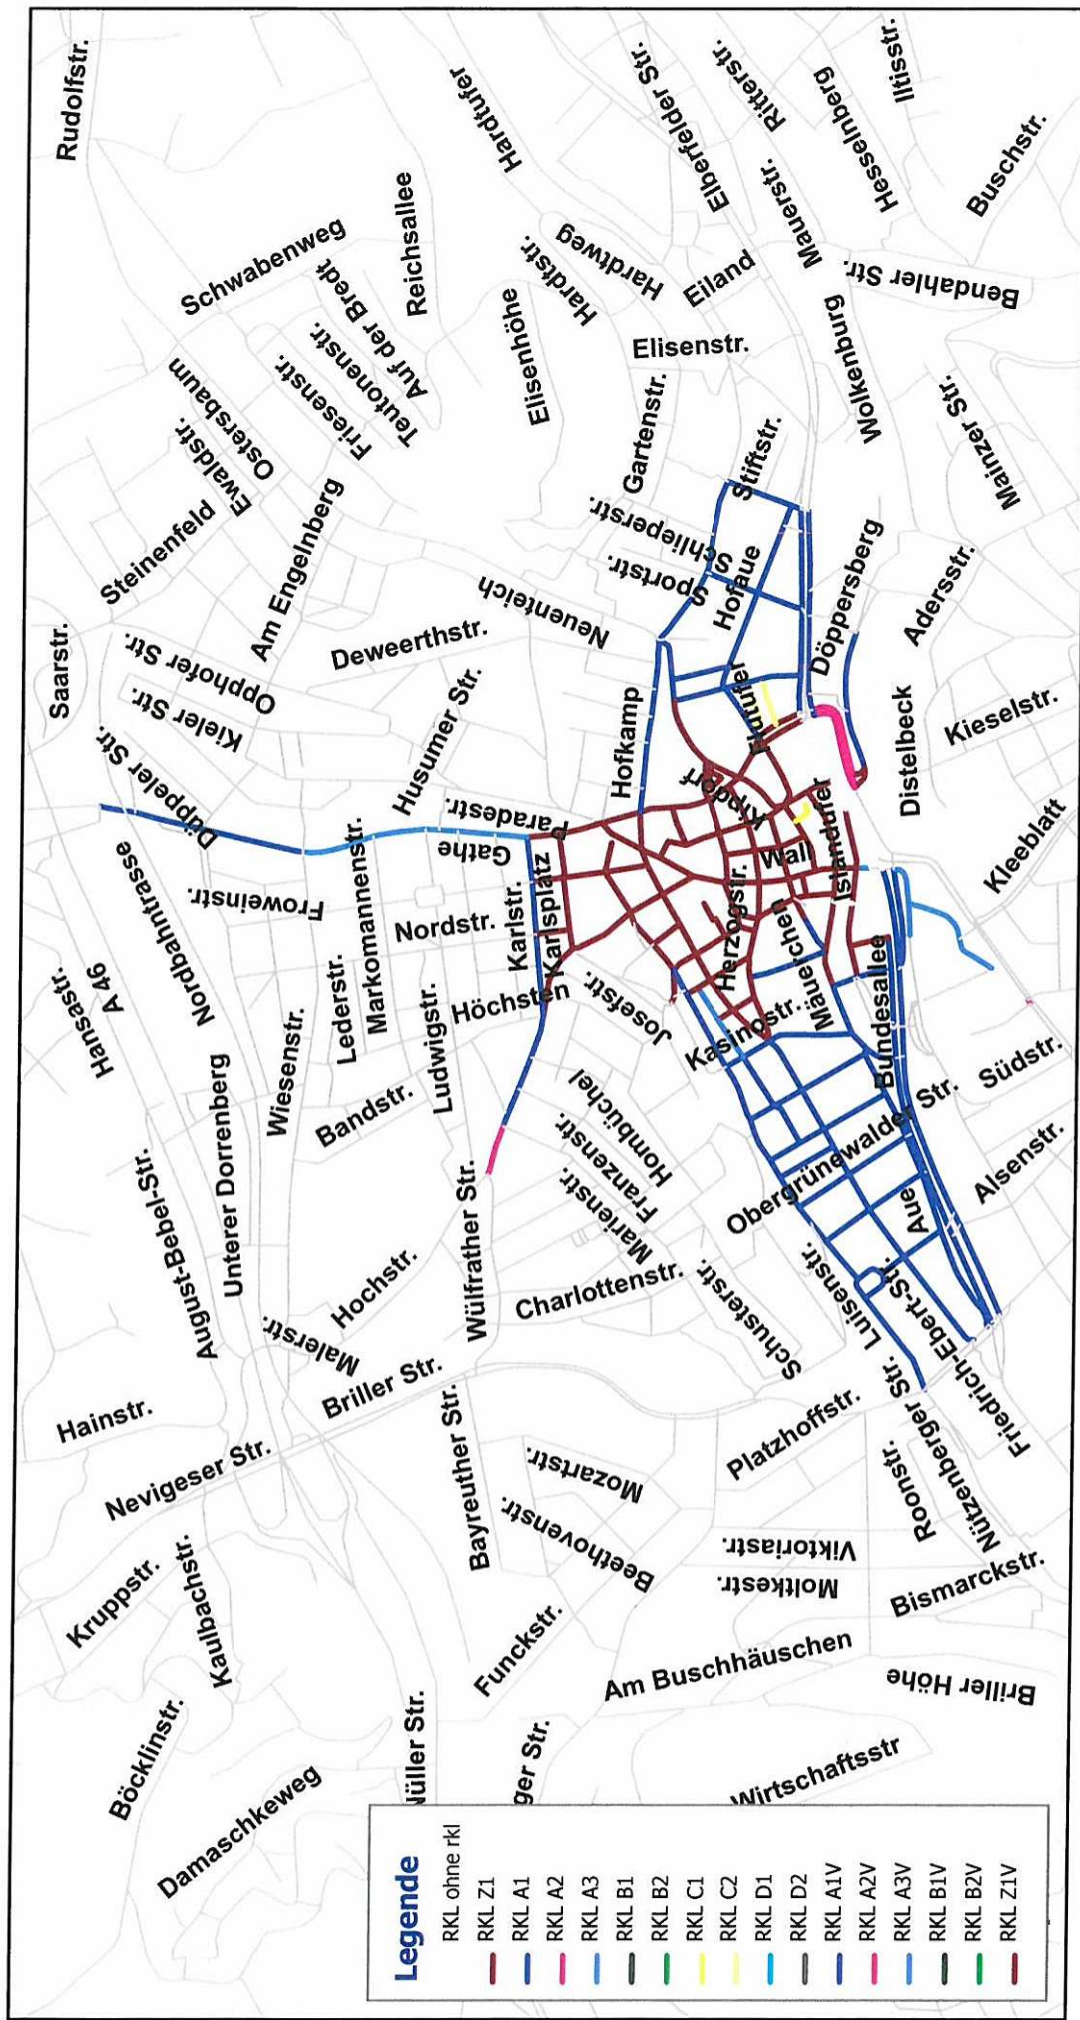 Rudolfstr.
Hardtufer
Elberfelder Str.
Ritterstr.
Hesselnberg
Iltisstr.
Buschstr.
Mauerstr.
Bendahler Str.
Schwabenweg
Auf der Bredt
Reichsallee
Teutonenstr.
Friesenstr.
Ostersbaum
Ewaldstr.
Steinenfeld
Am Engelnberg
Hardtstr.
Hardtweg
Eiland
Elisenhöhe
Elisenstr.
Wolkenburg
Mainzer Str.
Gartenstr.
Stiftstr.
Schlieperstr.
Sportstr.
Hofaue
Döppersberg
Adersstr.
Saarstr.
Opphofer Str.
Kieler Str.
Deweerthstr.
Neuenteich
Husumer Str.
Hofkamp
Flutufer
Distelbeck
Kieselstr.
Kleeblatt
Düppeler Str.
Paradestr.
Gathe
Kipdorf
Wall
Islandufer
Nordbahntrasse
Froweinstr.
Markomannenstr.
Lederstr.
Nordstr.
Karlstr.
Karlsplatz
Herzogstr.
Mäuerchen
Hansastr.
A 46
Wiesenstr.
Ludwigstr.
Höchsten
Josefstr.
Kasinostr.
Bundesallee
Südstr.
Unterer Dorrenberg
August-Bebel-Str.
Bandstr.
Hombüchel
Franzenstr.
Marienstr.
Obergrünewalder Str.
Aue
Alsenstr.
Hochstr.
Malerstr.
Wülfrather Str.
Charlottenstr.
Schusterstr.
Luisenstr.
Friedrich-Ebert-Str.
Hainstr.
Nevigeser Str.
Briller Str.
Bayreuther Str.
Mozartstr.
Beethovenstr.
Platzhoffstr.
Roonstr.
Nützenberger Str.
Viktoriastr.
Moltkestr.
Bismarckstr.
Kruppstr.
Kaulbachstr.
Funckstr.
Am Buschhäuschen
Briller Höhe
Böcklinstr.
Damaschkeweg
Nüller Str.
ger Str.
Wirtschaftsstr
Legende
RKL ohne rkl
RKL Z1
RKL A1
RKL A2
RKL A3
RKL B1
RKL B2
RKL C1
RKL C2
RKL D1
RKL D2
RKL A1V
RKL A2V
RKL A3V
RKL B1V
RKL B2V
RKL Z1V